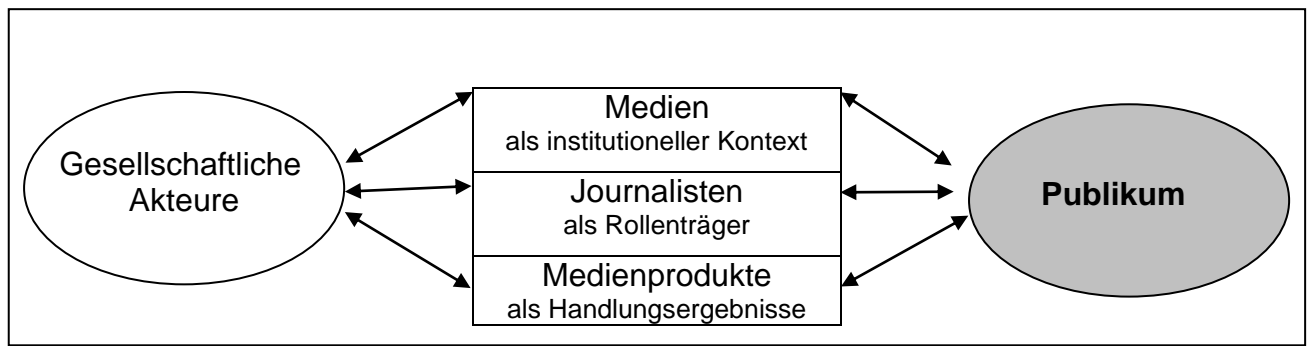 Gesellschaftliche
Akteure
Medien
als institutioneller Kontext
Journalisten
als Rollenträger
Medienprodukte
als Handlungsergebnisse
Publikum